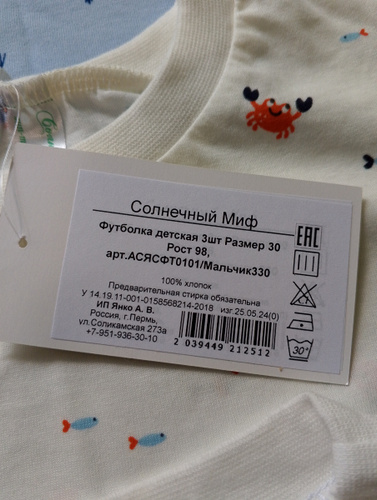 Солнечный Миф
Футболка детская 3шт Размер 30
Рост 98,
арт.АСЯСФТ0101/Мальчик330
100% хлопок
Предварительная стирка обязательна
У 14.19.11-001-0158568214-2018 изг.25.05.24(0)
ИП Янко А. В.
Россия, г.Пермь,
ул.Соликамская 273а
+7-951-936-30-10
2 039449 212512
EAC
30°